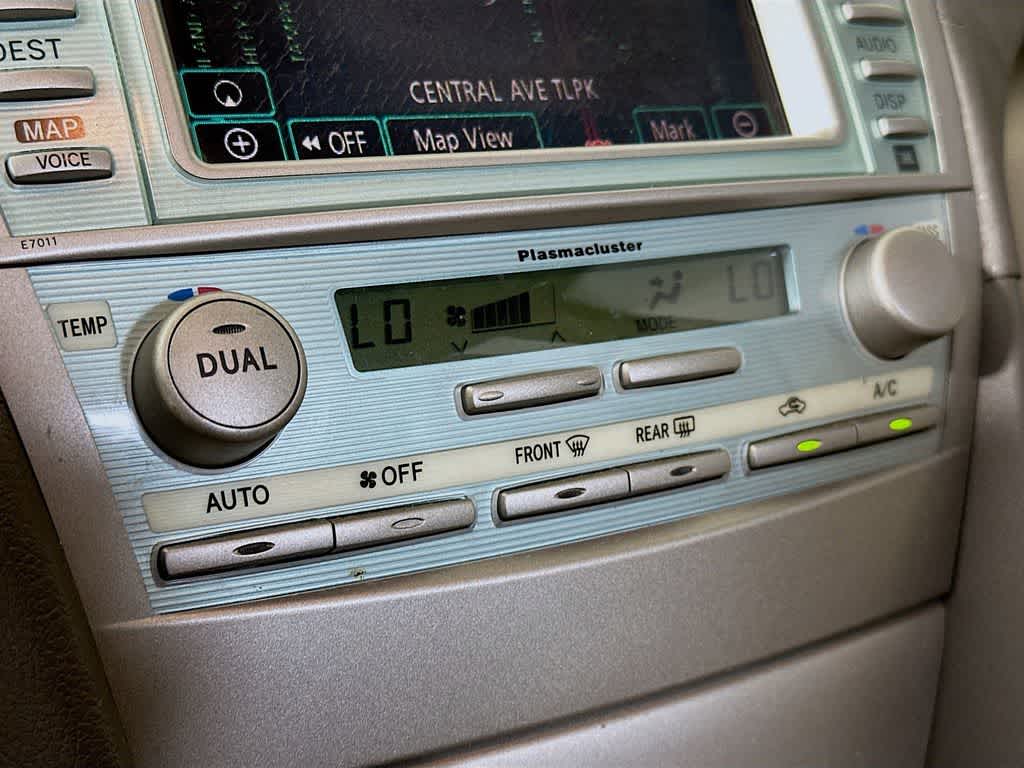 DEST
AUDIO
CENTRAL AVE TLPK
DISP
MAP
OFF
Map View
Mark
VOICE
E7011
Plasmacluster
PASS
TEMP
DUAL
LO
LO
MODE
AUTO
OFF
FRONT
REAR
A/C